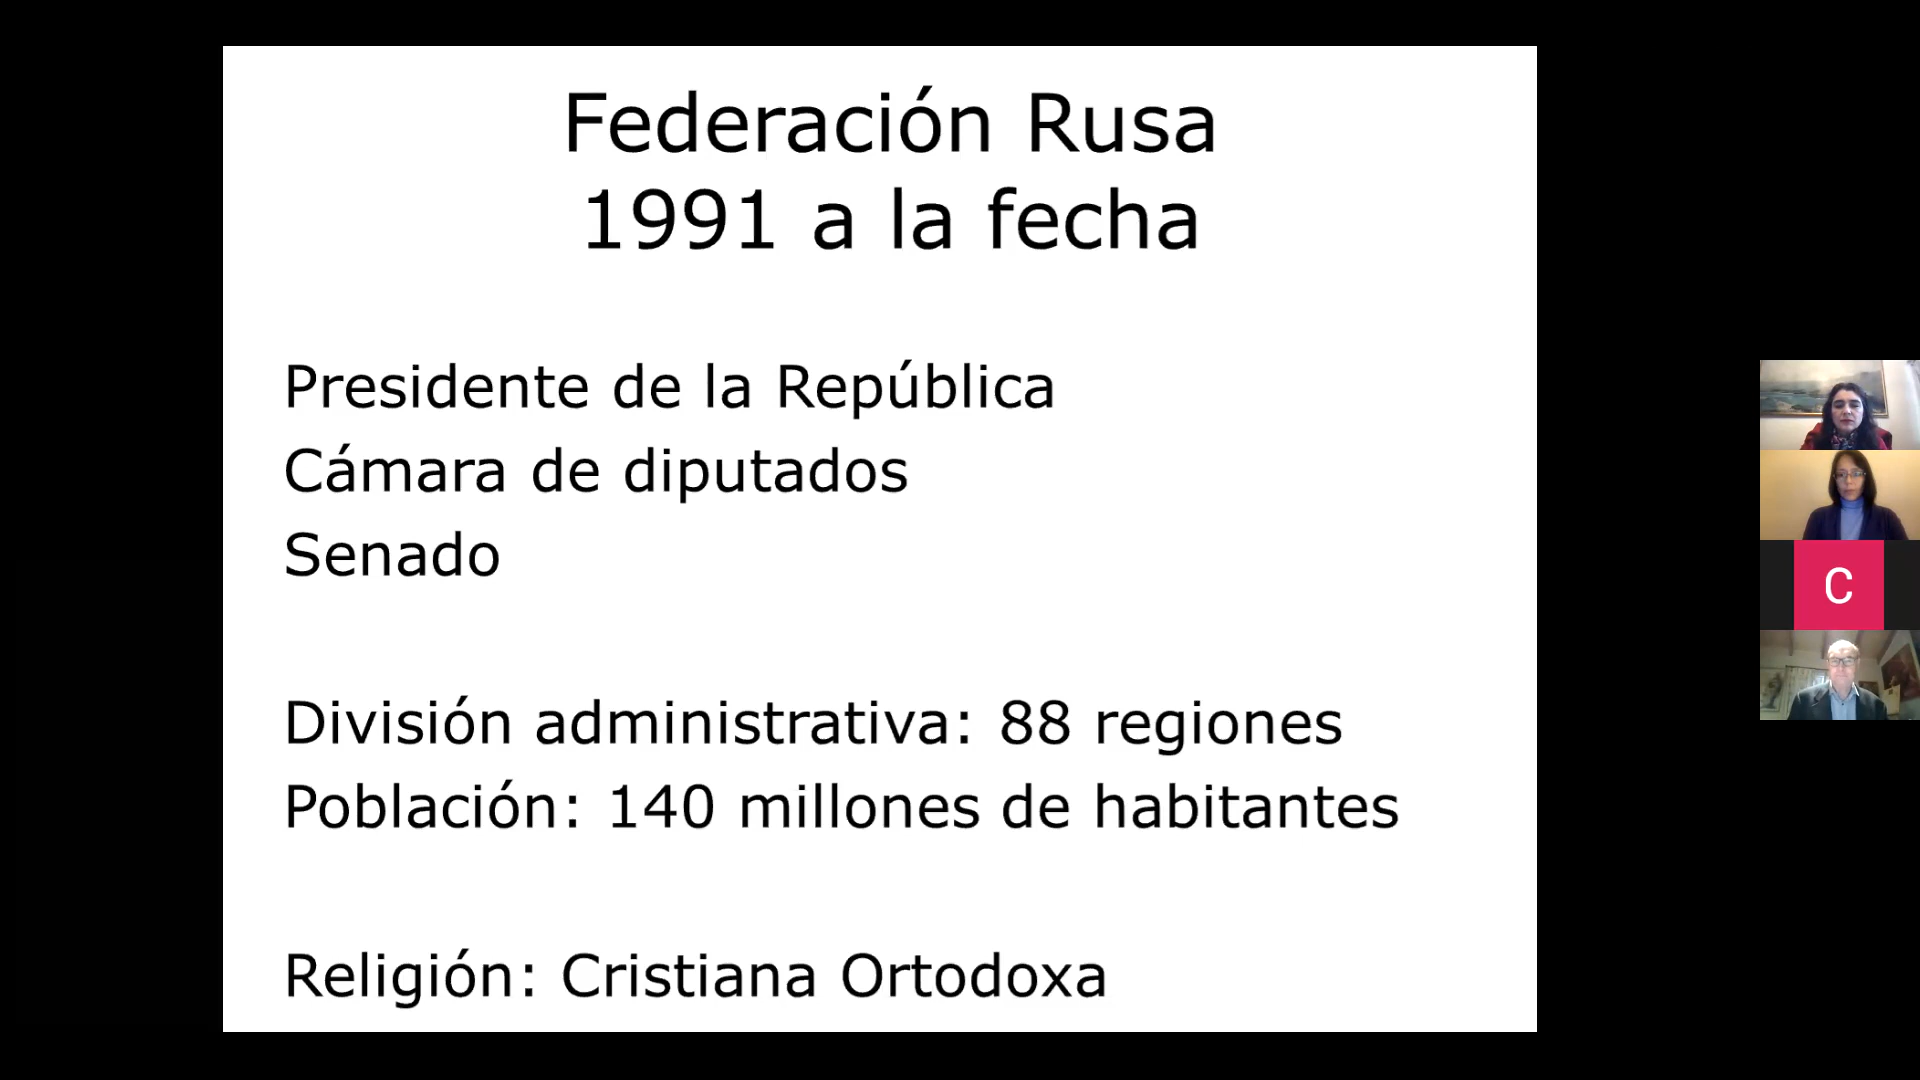 Federación Rusa
1991 a la fecha
Presidente de la República
Cámara de diputados
Senado
División administrativa: 88 regiones
Población: 140 millones de habitantes
Religión: Cristiana Ortodoxa
C